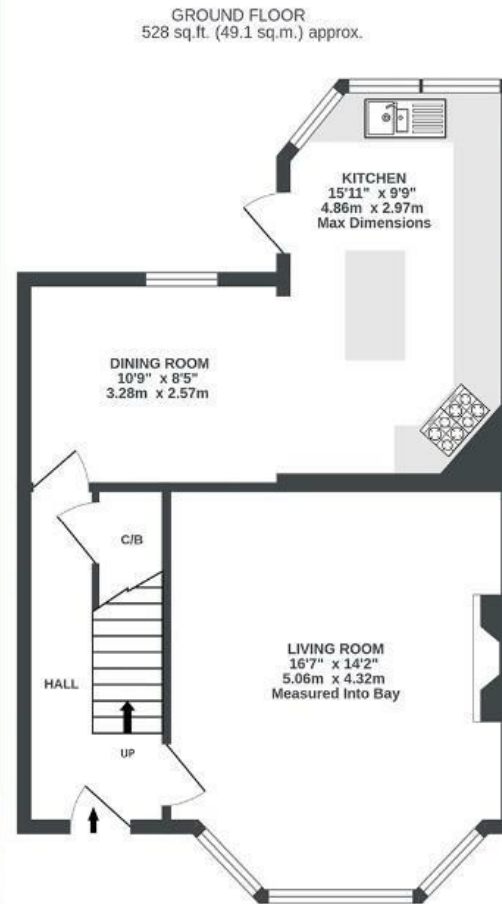 GROUND FLOOR
528 sq.ft. (49.1 sq.m.) approx.
KITCHEN
15'11" x 9'9"
4.86m x 2.97m
Max Dimensions
DINING ROOM
10'9" x 8'5"
3.28m x 2.57m
C/B
LIVING ROOM
16'7" x 14'2"
5.06m x 4.32m
Measured Into Bay
HALL
UP